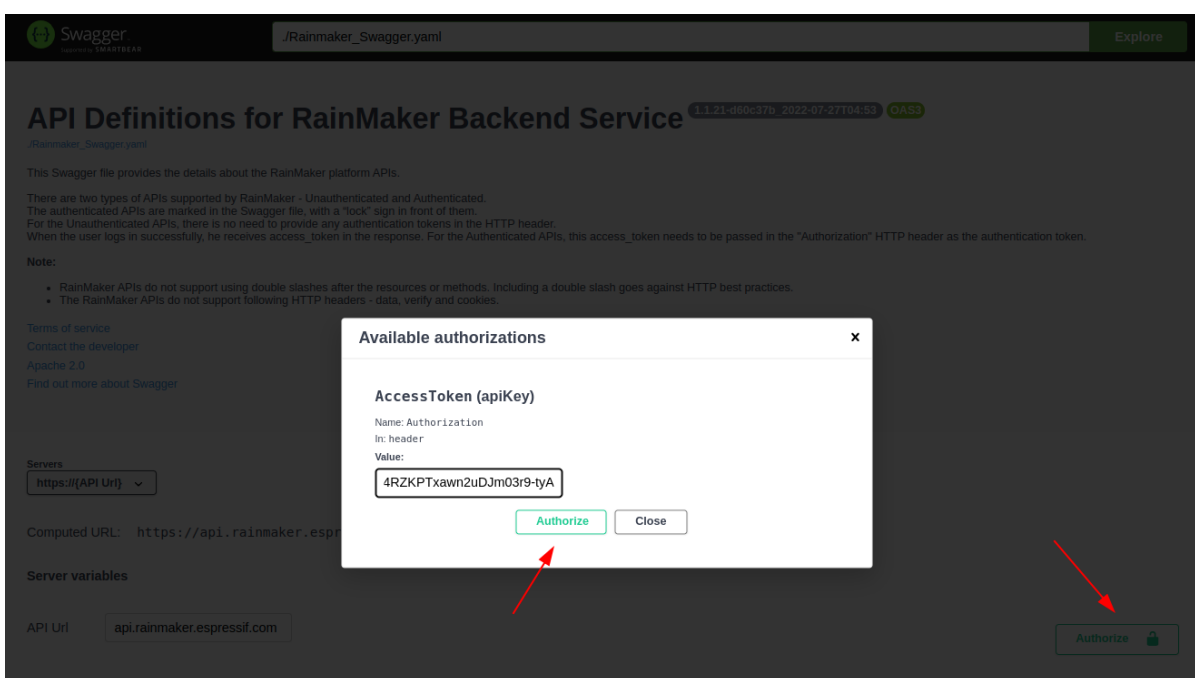 Swagger.
Supported by SMARTBEAR
./Rainmaker_Swagger.yaml
Explore
API Definitions for RainMaker Backend Service
1.1.21-d60c37b_2022-07-27T04:53
OAS3
./Rainmaker_Swagger.yaml
This Swagger file provides the details about the RainMaker platform APIs.
There are two types of APIs supported by RainMaker - Unauthenticated and Authenticated.
The authenticated APIs are marked in the Swagger file, with a "lock" sign in front of them.
For the Unauthenticated APIs, there is no need to provide any authentication tokens in the HTTP header.
When the user logs in successfully, he receives access_token in the response. For the Authenticated APIs, this access_token needs to be passed in the "Authorization" HTTP header as the authentication token.
Note:
• RainMaker APIs do not support using double slashes after the resources or methods. Including a double slash goes against HTTP best practices.
• The RainMaker APIs do not support following HTTP headers - data, verify and cookies.
Terms of service
Contact the developer
Apache 2.0
Find out more about Swagger
Available authorizations
AccessToken (apiKey)
Name: Authorization
In: header
Value:
4RZKPTxawn2uDJm03r9-tyA
Authorize
Close
Servers
https://{API Url}
Computed URL: https://api.rainmaker.espr
Server variables
API Url
api.rainmaker.espressif.com
Authorize